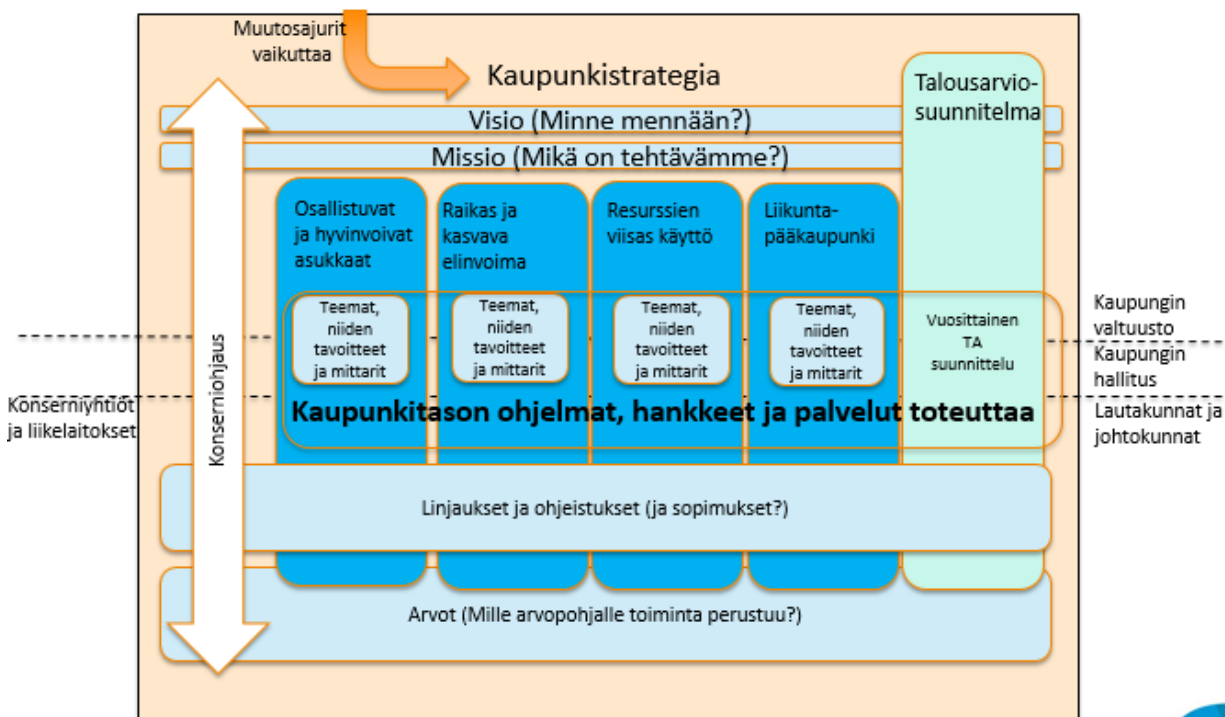 Muutosajurit
vaikuttaa
Kaupunkistrategia
Talousarvio-
suunnitelma
Visio (Minne mennään?)
Missio (Mikä on tehtävämme?)
Osallistuvat
ja hyvinvoivat
asukkaat
Raikas ja
kasvava
elinvoima
Resurssien
viisas käyttö
Liikunta-
pääkaupunki
Teemat,
niiden
tavoitteet
ja mittarit
Teemat,
niiden
tavoitteet
ja mittarit
Teemat,
niiden
tavoitteet
ja mittarit
Teemat,
niiden
tavoitteet
ja mittarit
Vuosittainen
TA
suunnittelu
Kaupungin
valtuusto
Kaupungin
hallitus
Lautakunnat ja
johtokunnat
Konserniyhtiöt
ja liikelaitokset
Konserniohjaus
Kaupunkitason ohjelmat, hankkeet ja palvelut toteuttaa
Linjaukset ja ohjeistukset (ja sopimukset?)
Arvot (Mille arvopohjalle toiminta perustuu?)